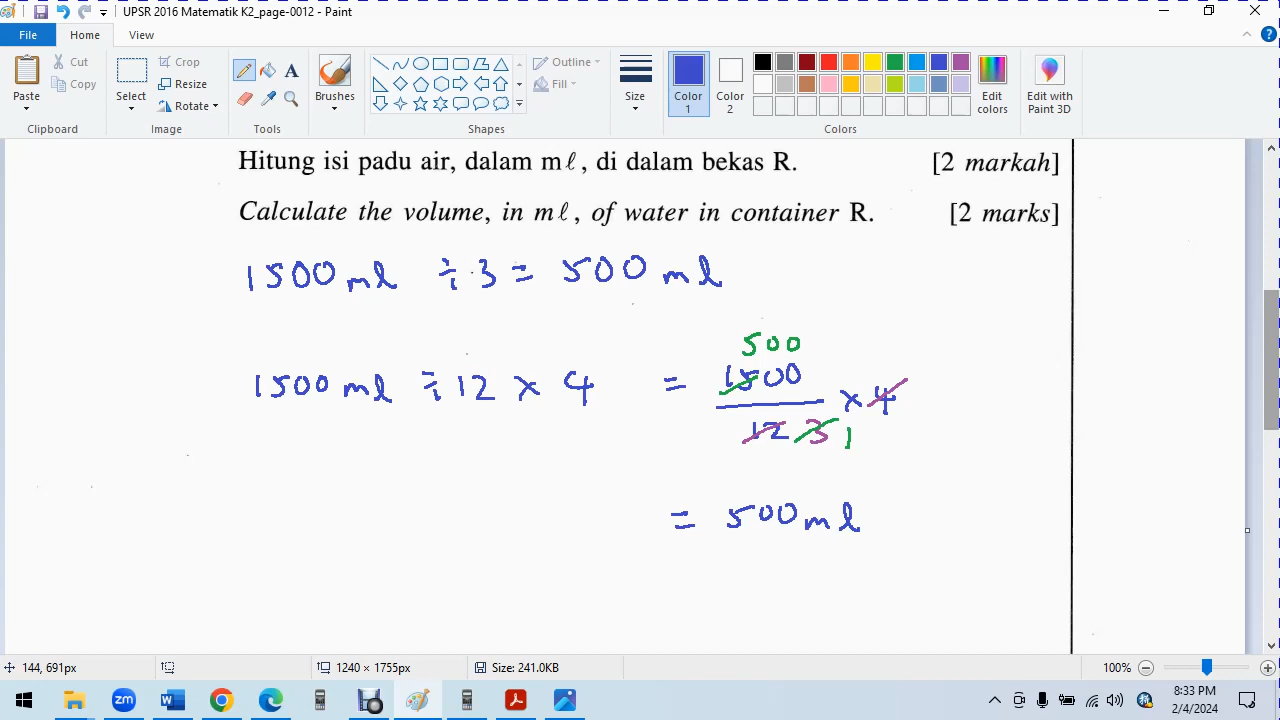 UPSR 2016 Matematik K2_page-0012 - Paint
File Home View
Paste Cut Copy Select Crop Resize Rotate A Brushes Outline Fill Size Color 1 Color 2 Edit colors Edit with Paint 3D
Clipboard Image Tools Shapes Colors
Hitung isi padu air, dalam mℓ, di dalam bekas R. [2 markah]
Calculate the volume, in mℓ, of water in container R. [2 marks]
1500 ml ÷ 3 = 500 ml
500
1500 ml ÷ 12 × 4 = 1500 × 4
12 3 1
= 500 ml
144, 691px 1240 × 1755px Size: 241.0KB 100%
zm W 8:33 PM
2/4/2024